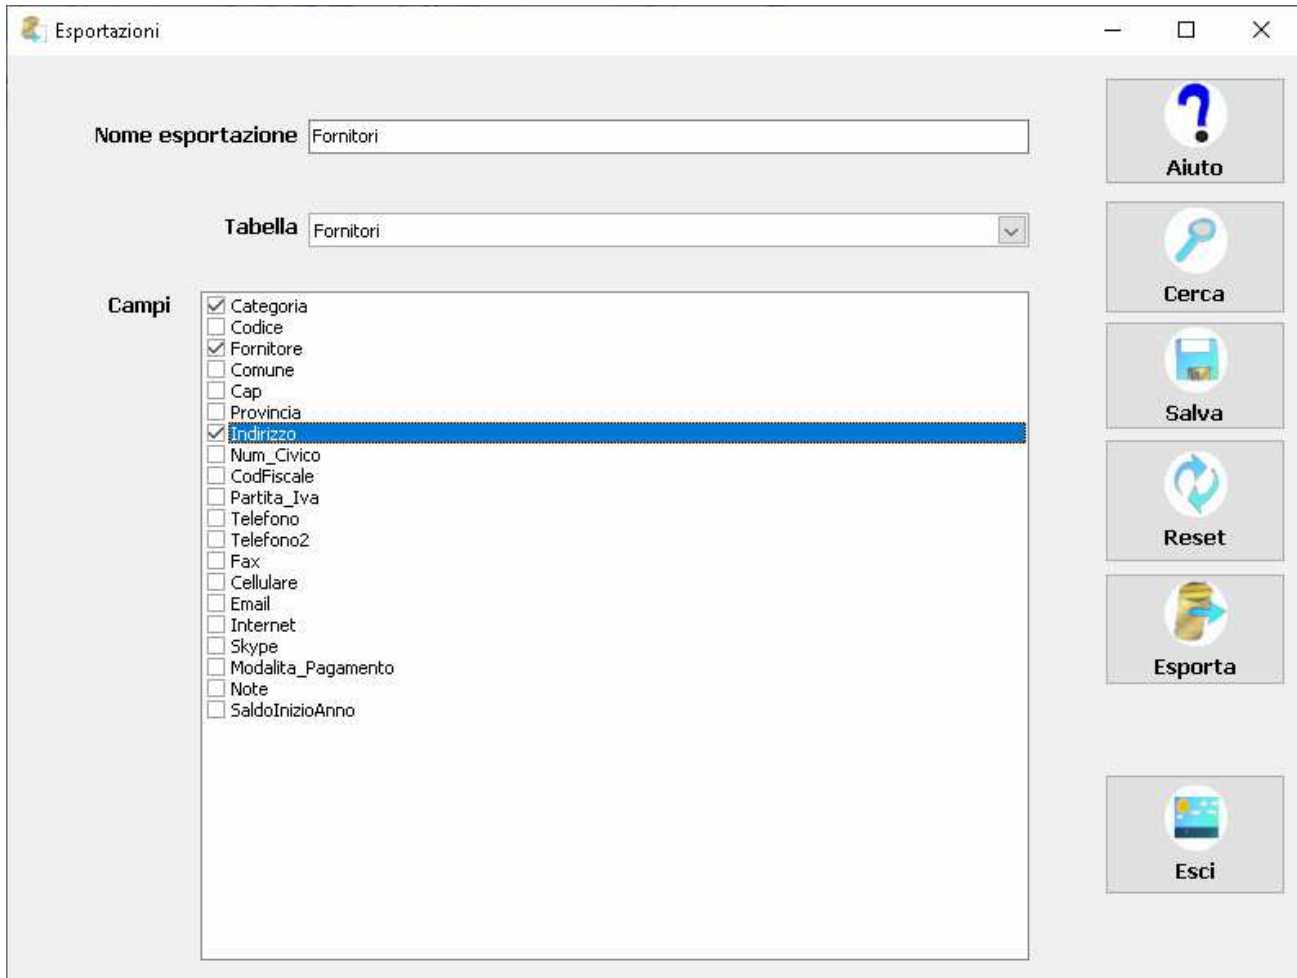 Esportazioni
Nome esportazione Fornitori
Aiuto
Tabella Fornitori
Cerca
Campi
Categoria
Codice
Fornitore
Comune
Cap
Provincia
Indirizzo
Num_Civico
CodFiscale
Partita_Iva
Telefono
Telefono2
Fax
Cellulare
Email
Internet
Skype
Modalita_Pagamento
Note
SaldoInizioAnno
Salva
Reset
Esporta
Esci